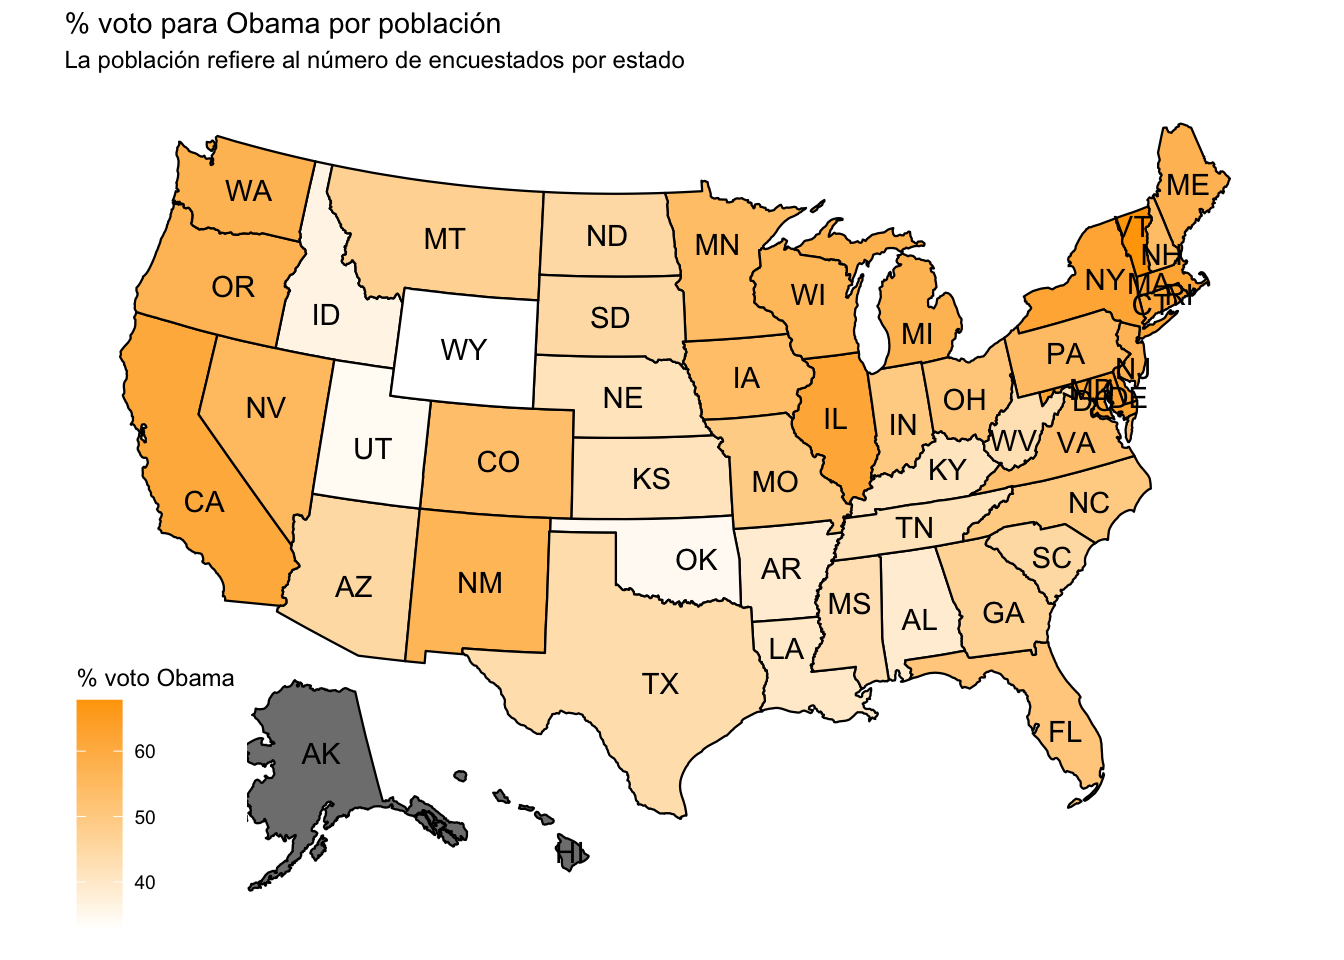 % voto para Obama por población
La población refiere al número de encuestados por estado
WA
MT
ND
MN
ME
VT
NH
OR
ID
SD
WI
NY
MA
CT
RI
WY
MI
PA
NV
NE
IA
NJ
MD
DE
DC
IL
IN
OH
UT
CO
KS
MO
KY
WV
VA
CA
NC
TN
OK
AR
SC
AZ
NM
MS
AL
GA
LA
TX
FL
% voto Obama
60
50
40
AK
HI